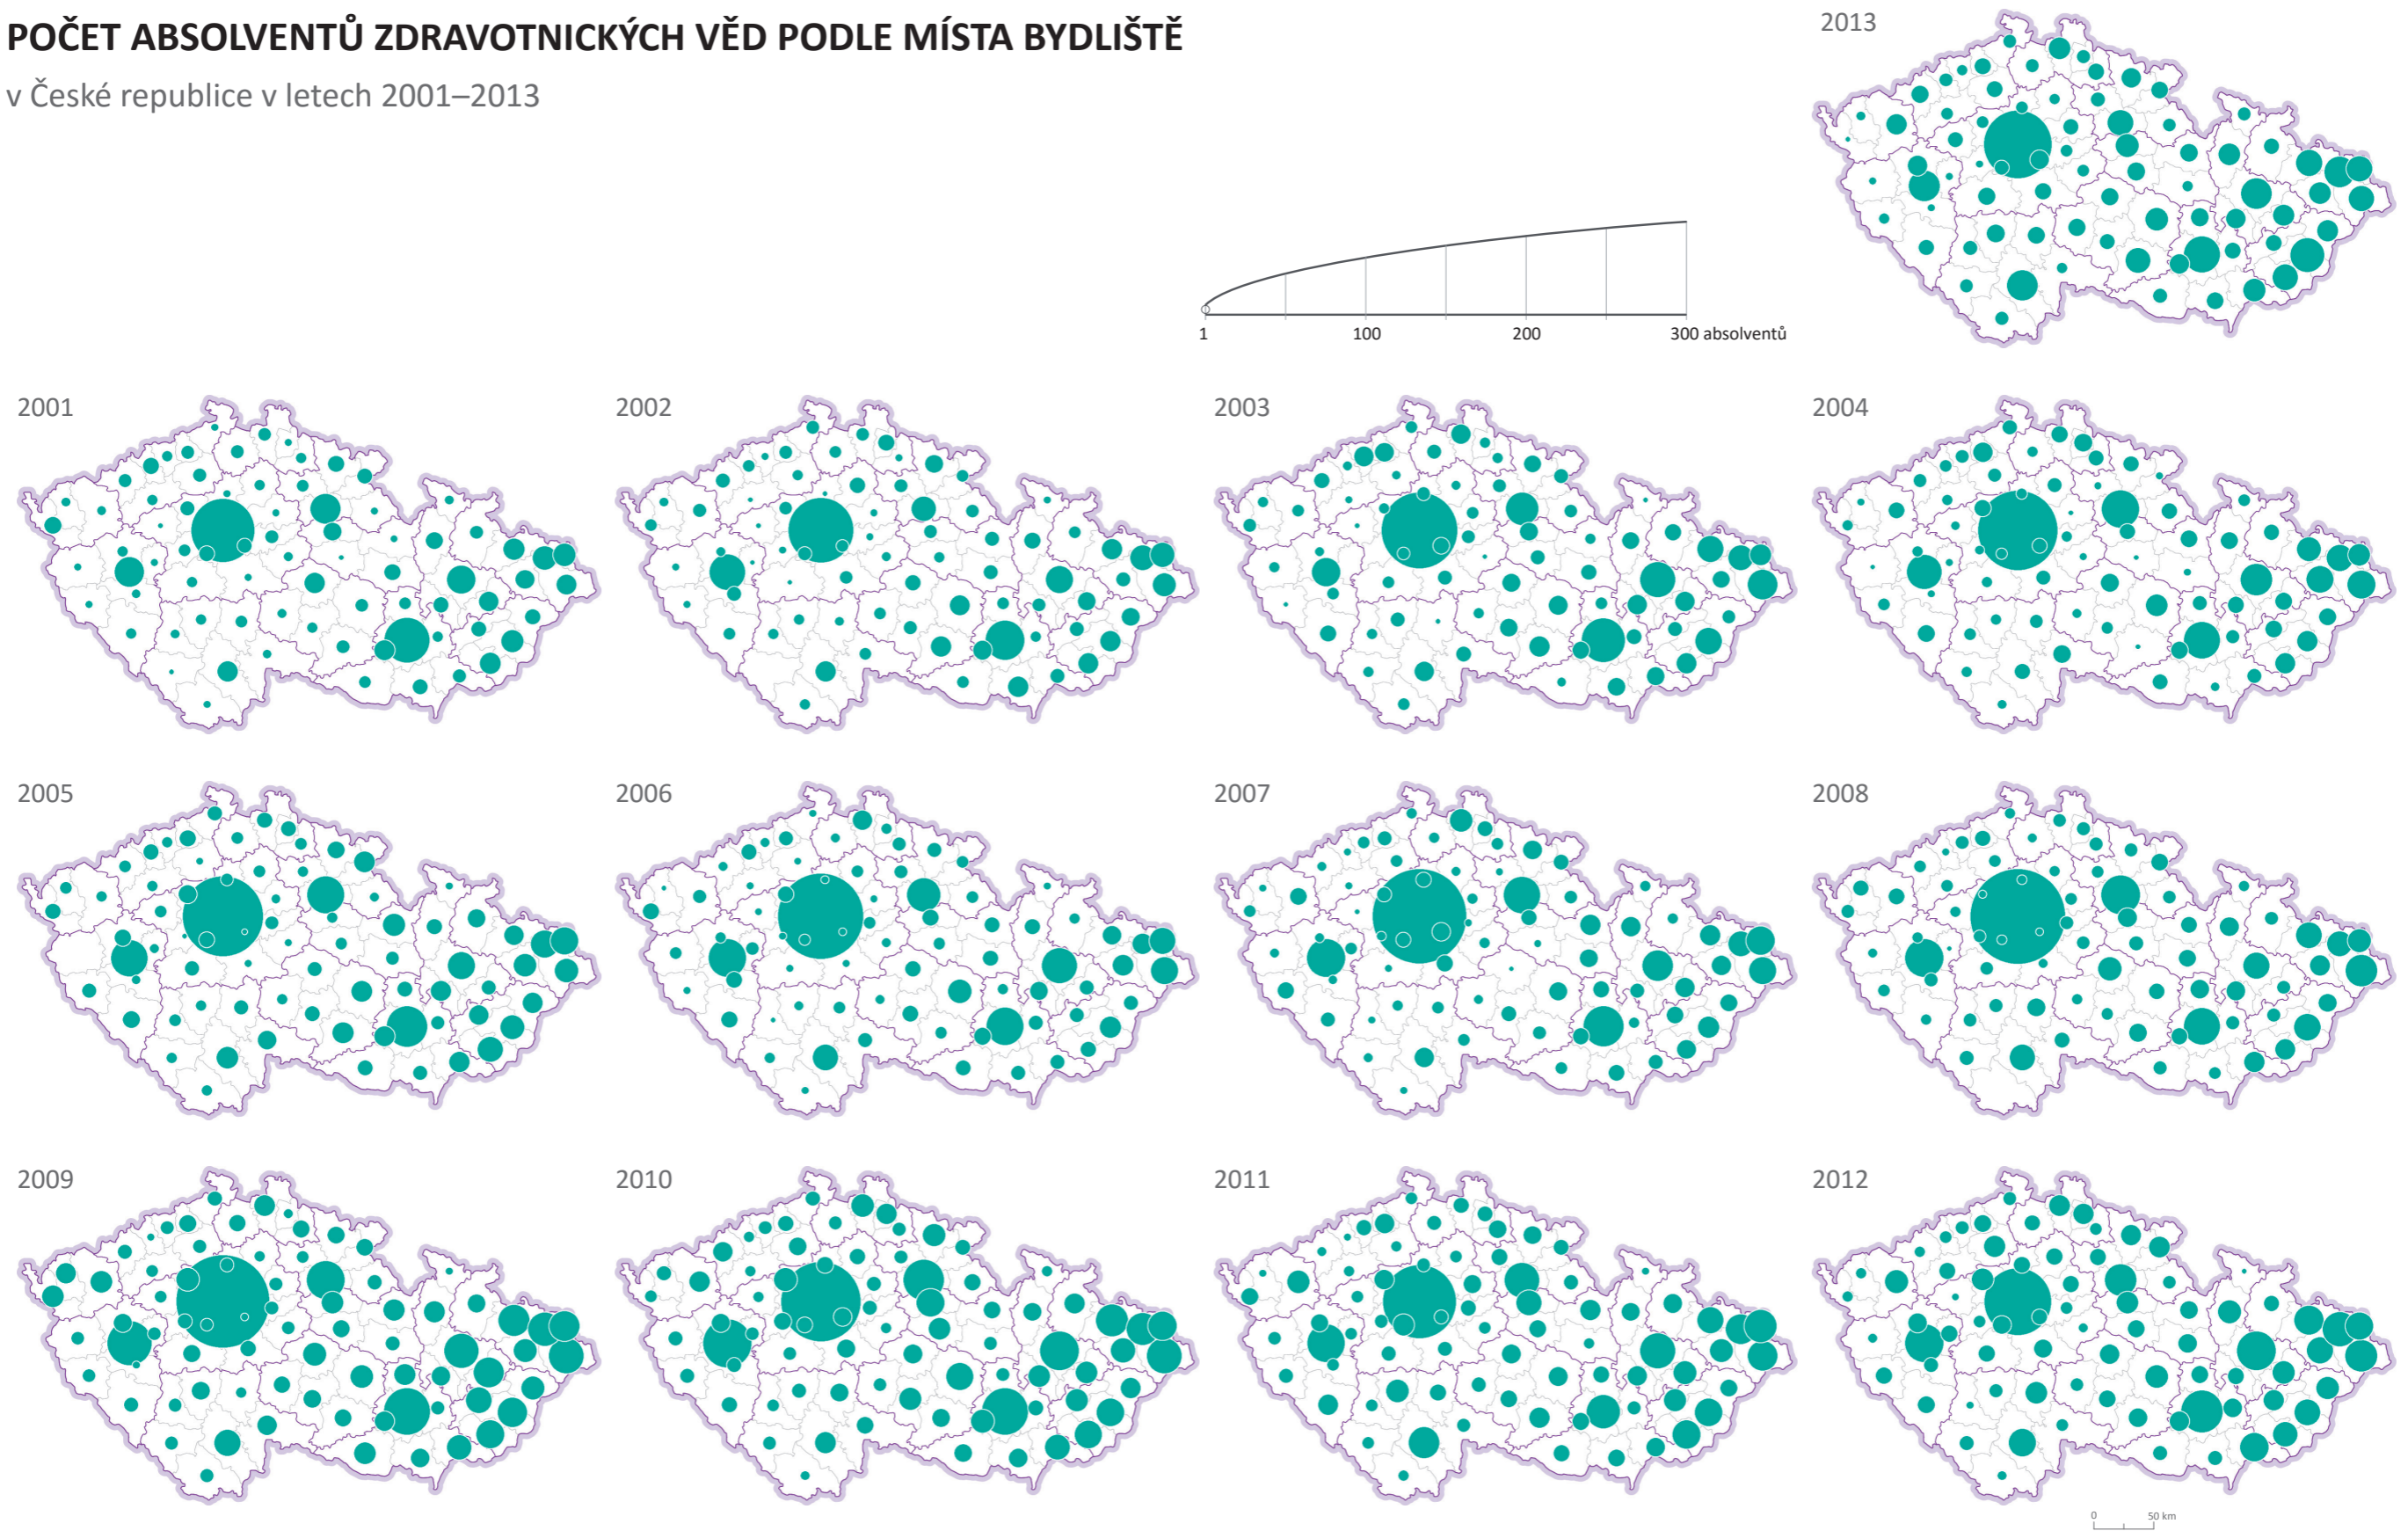 POČET ABSOLVENTŮ ZDRAVOTNICKÝCH VĚD PODLE MÍSTA BYDLIŠTĚ
v České republice v letech 2001–2013
2013
1 100 200 300 absolventů
2001 2002 2003 2004
2005 2006 2007 2008
2009 2010 2011 2012
0 50 km